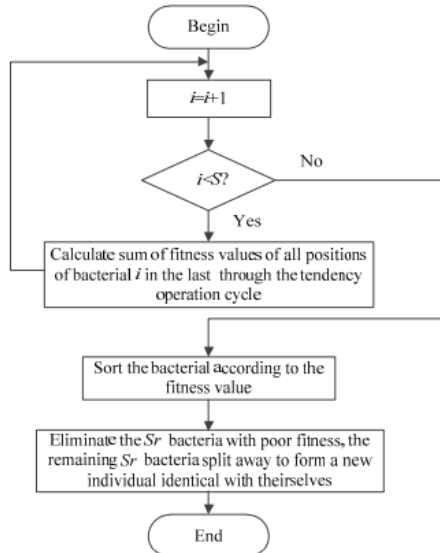 Begin
i=i+1
i<S?
No
Yes
Calculate sum of fitness values of all positions
of bacterial i in the last through the tendency
operation cycle
Sort the bacterial according to the
fitness value
Eliminate the Sr bacteria with poor fitness, the
remaining Sr bacteria split away to form a new
individual identical with theirselves
End